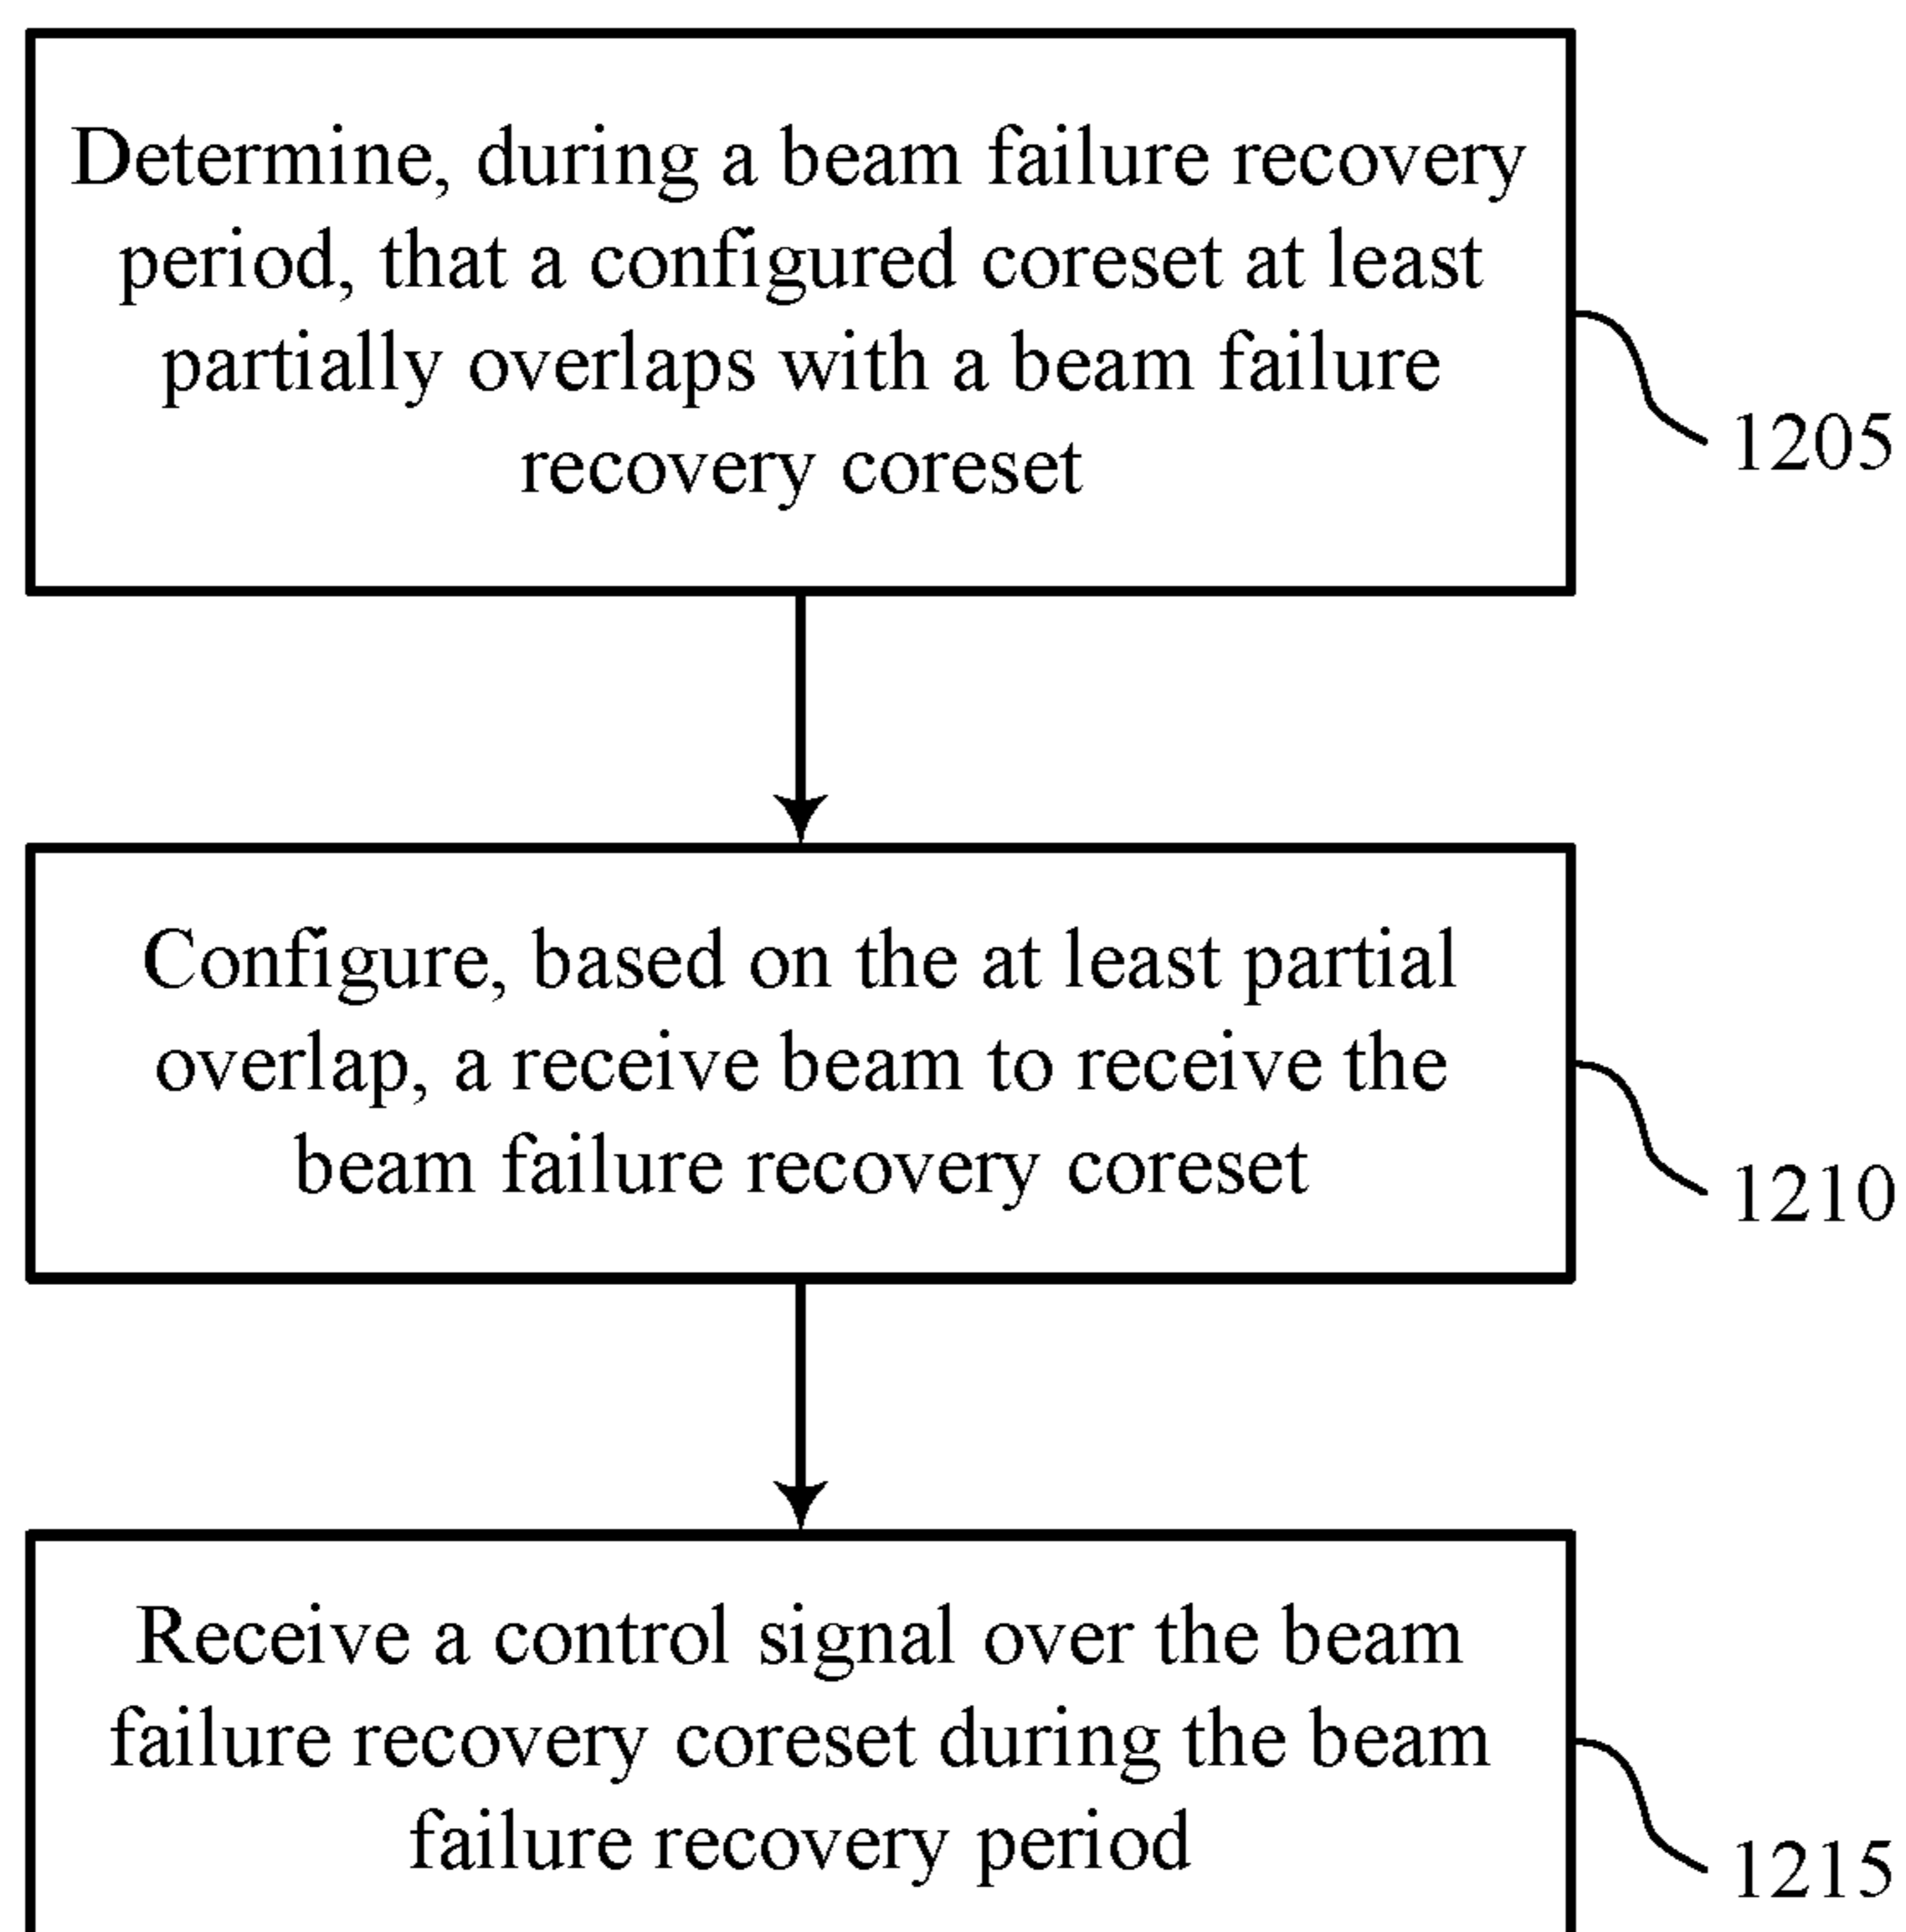 Determine, during a beam failure recovery
period, that a configured coreset at least
partially overlaps with a beam failure
recovery coreset
1205
Configure, based on the at least partial
overlap, a receive beam to receive the
beam failure recovery coreset
1210
Receive a control signal over the beam
failure recovery coreset during the beam
failure recovery period
1215